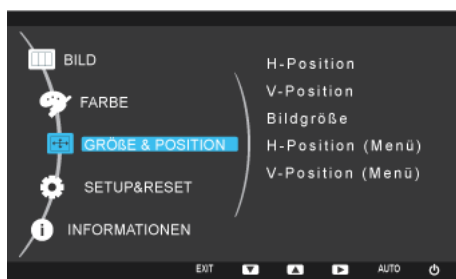 BILD
FARBE
GRÖßE & POSITION
SETUP&RESET
INFORMATIONEN
H-Position
V-Position
Bildgröße
H-Position (Menü)
V-Position (Menü)
EXIT
AUTO